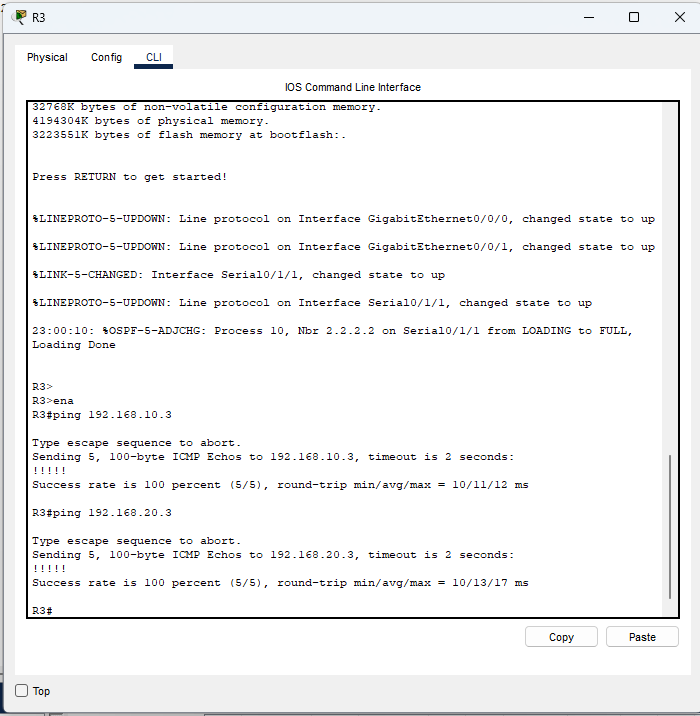 R3
Physical Config CLI
IOS Command Line Interface
32768K bytes of non-volatile configuration memory.
4194304K bytes of physical memory.
3223551K bytes of flash memory at bootflash:.
Press RETURN to get started!
%LINEPROTO-5-UPDOWN: Line protocol on Interface GigabitEthernet0/0/0, changed state to up
%LINEPROTO-5-UPDOWN: Line protocol on Interface GigabitEthernet0/0/1, changed state to up
%LINK-5-CHANGED: Interface Serial0/1/1, changed state to up
%LINEPROTO-5-UPDOWN: Line protocol on Interface Serial0/1/1, changed state to up
23:00:10: %OSPF-5-ADJCHG: Process 10, Nbr 2.2.2.2 on Serial0/1/1 from LOADING to FULL,
Loading Done
R3>
R3>ena
R3#ping 192.168.10.3
Type escape sequence to abort.
Sending 5, 100-byte ICMP Echos to 192.168.10.3, timeout is 2 seconds:
!!!!!
Success rate is 100 percent (5/5), round-trip min/avg/max = 10/11/12 ms
R3#ping 192.168.20.3
Type escape sequence to abort.
Sending 5, 100-byte ICMP Echos to 192.168.20.3, timeout is 2 seconds:
!!!!!
Success rate is 100 percent (5/5), round-trip min/avg/max = 10/13/17 ms
R3#
Copy Paste
Top